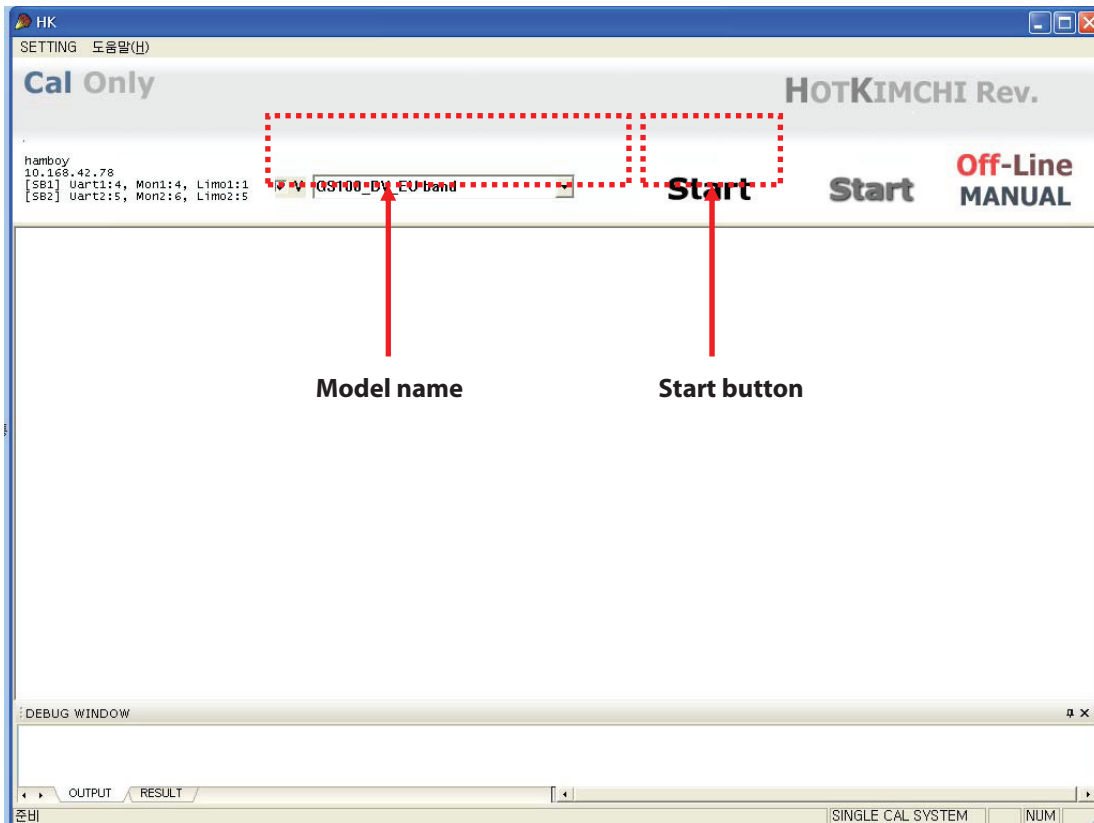 HK
SETTING 도움말(H)
Cal Only
HOTKIMCHI Rev.
hamboy
10.168.42.78
[SB1] Uart1:4, Mon1:4, Limo1:1
[SB2] Uart2:5, Mon2:6, Limo2:5
V GS100_DV_EU band
Start
Start
Off-Line
MANUAL
Model name
Start button
DEBUG WINDOW
OUTPUT RESULT
준비
SINGLE CAL SYSTEM NUM